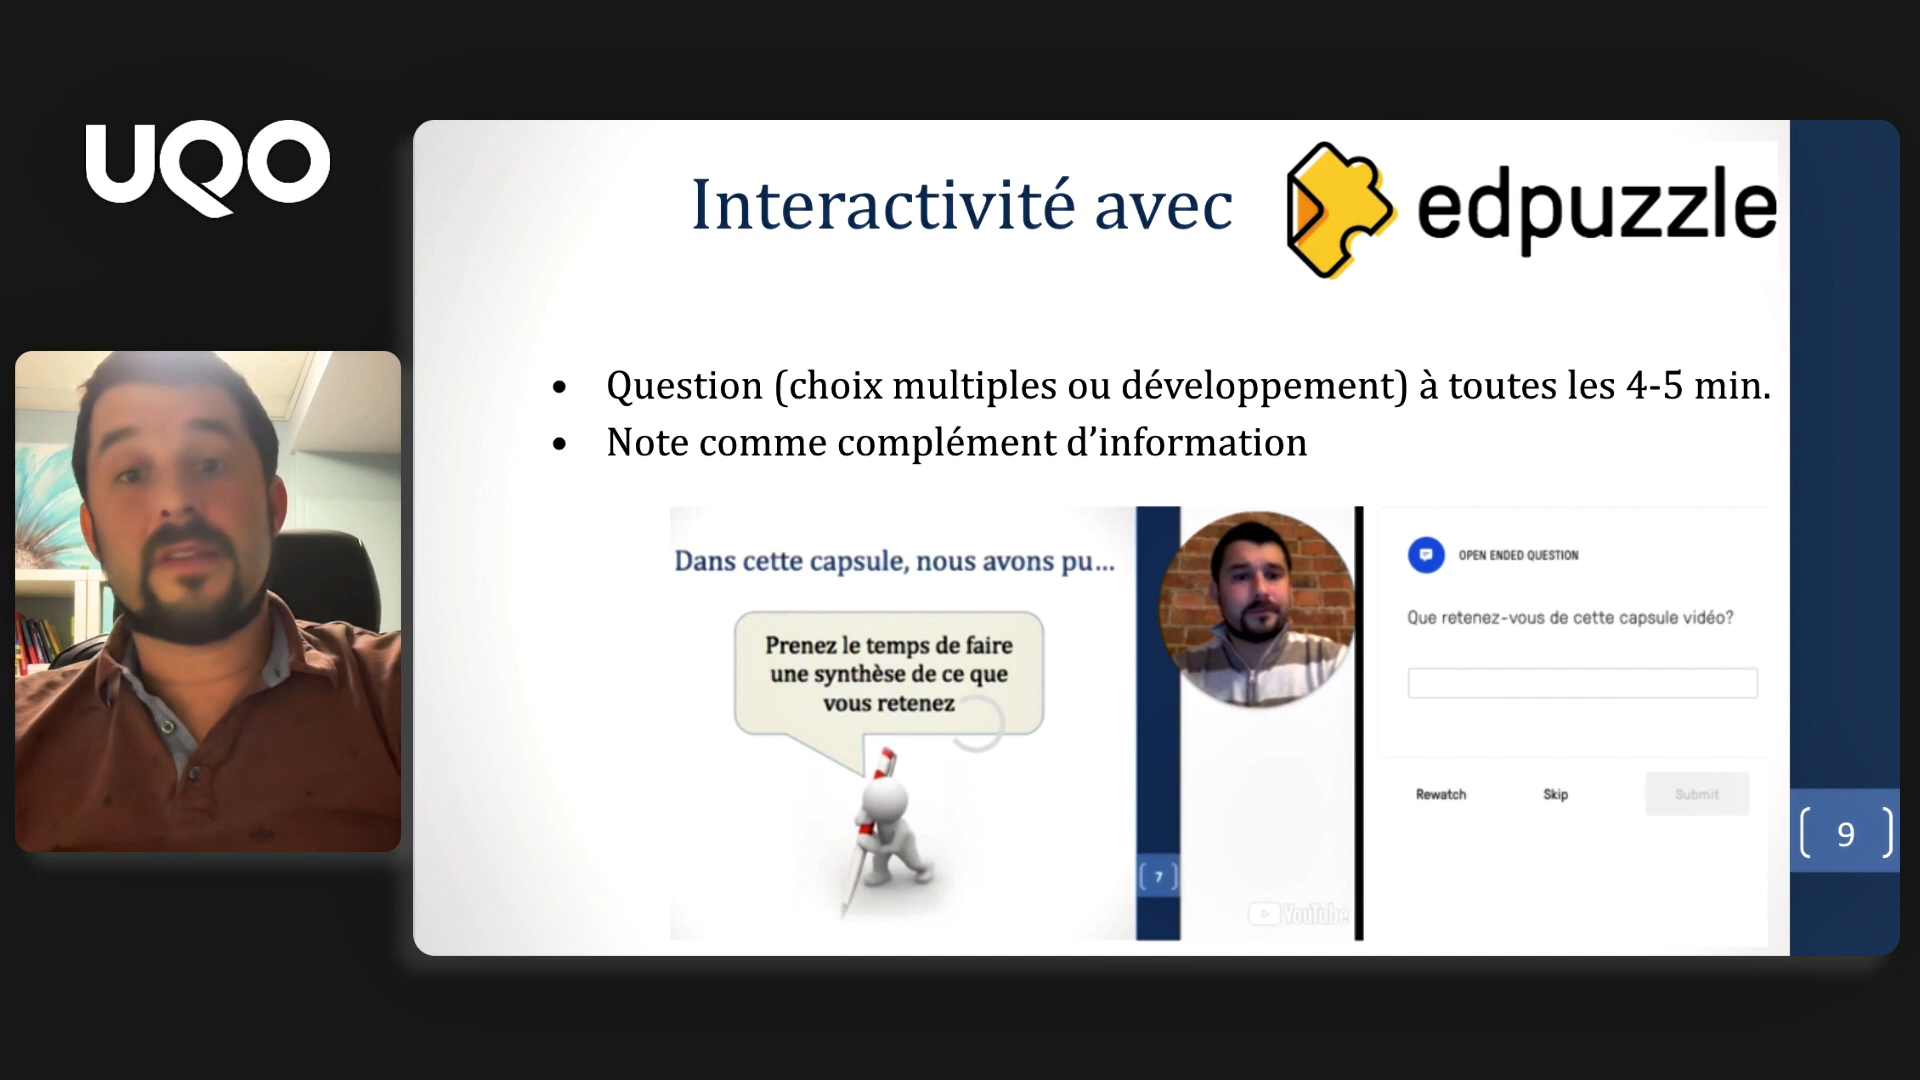 UQO
Interactivité avec edpuzzle
• Question (choix multiples ou développement) à toutes les 4-5 min.
• Note comme complément d’information
Dans cette capsule, nous avons pu...
Prenez le temps de faire
une synthèse de ce que
vous retenez
[ 7 ]
YouTube
OPEN ENDED QUESTION
Que retenez-vous de cette capsule vidéo?
Rewatch Skip Submit
[ 9 ]